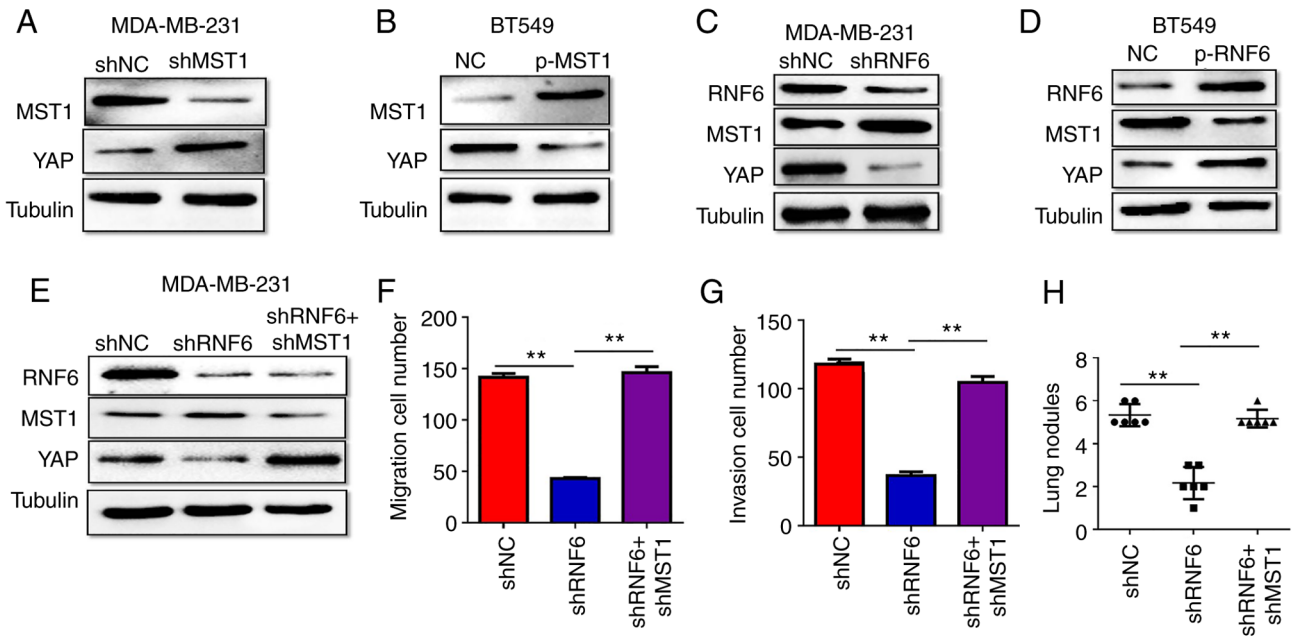 A
MDA-MB-231
shNC shMST1
MST1
YAP
Tubulin
B
BT549
NC p-MST1
MST1
YAP
Tubulin
C
MDA-MB-231
shNC shRNF6
RNF6
MST1
YAP
Tubulin
D
BT549
NC p-RNF6
RNF6
MST1
YAP
Tubulin
E
MDA-MB-231
shNC shRNF6 shRNF6+
shMST1
RNF6
MST1
YAP
Tubulin
F
Migration cell number
200
150
100
50
0
**
**
shNC
shRNF6
shRNF6+
shMST1
G
Invasion cell number
150
100
50
0
**
**
shNC
shRNF6
shRNF6+
shMST1
H
Lung nodules
8
6
4
2
0
**
**
shNC
shRNF6
shRNF6+
shMST1